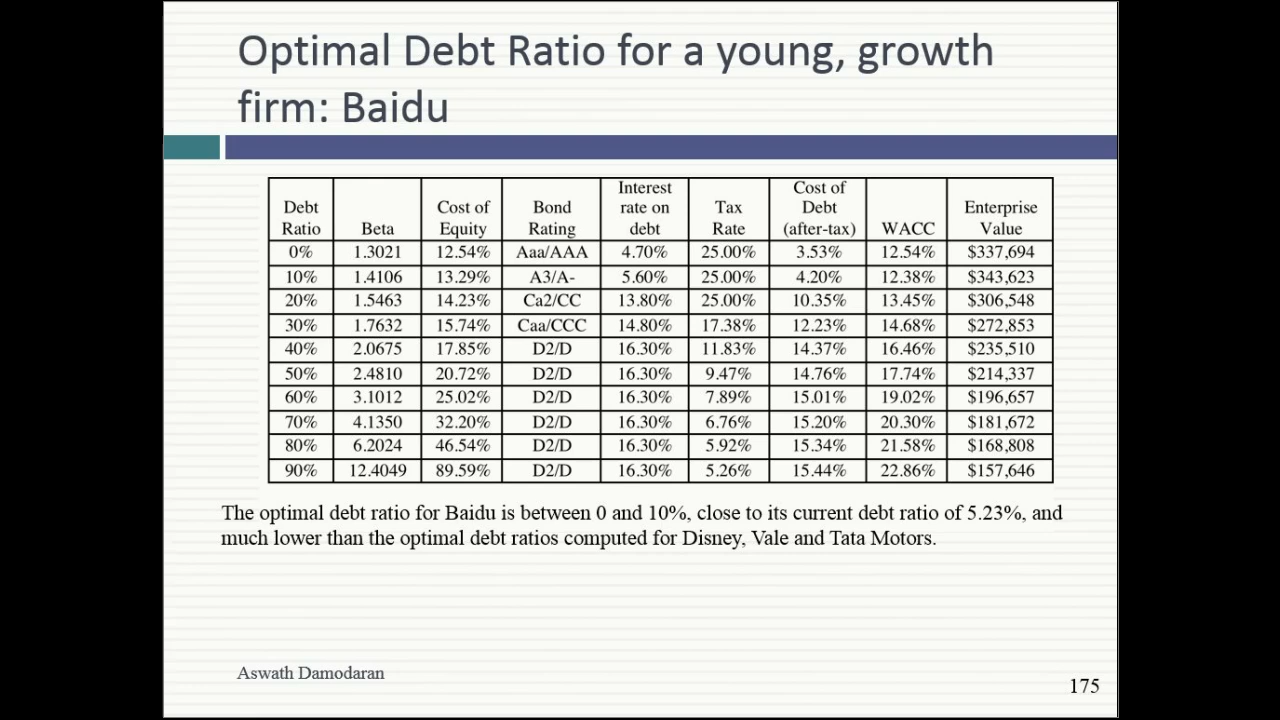 Optimal Debt Ratio for a young, growth
firm: Baidu
Debt Ratio Beta Cost of Equity Bond Rating Interest rate on debt Tax Rate Cost of Debt (after-tax) WACC Enterprise Value
0% 1.3021 12.54% Aaa/AAA 4.70% 25.00% 3.53% 12.54% $337,694
10% 1.4106 13.29% A3/A- 5.60% 25.00% 4.20% 12.38% $343,623
20% 1.5463 14.23% Ca2/CC 13.80% 25.00% 10.35% 13.45% $306,548
30% 1.7632 15.74% Caa/CCC 14.80% 17.38% 12.23% 14.68% $272,853
40% 2.0675 17.85% D2/D 16.30% 11.83% 14.37% 16.46% $235,510
50% 2.4810 20.72% D2/D 16.30% 9.47% 14.76% 17.74% $214,337
60% 3.1012 25.02% D2/D 16.30% 7.89% 15.01% 19.02% $196,657
70% 4.1350 32.20% D2/D 16.30% 6.76% 15.20% 20.30% $181,672
80% 6.2024 46.54% D2/D 16.30% 5.92% 15.34% 21.58% $168,808
90% 12.4049 89.59% D2/D 16.30% 5.26% 15.44% 22.86% $157,646
The optimal debt ratio for Baidu is between 0 and 10%, close to its current debt ratio of 5.23%, and
much lower than the optimal debt ratios computed for Disney, Vale and Tata Motors.
Aswath Damodaran
175